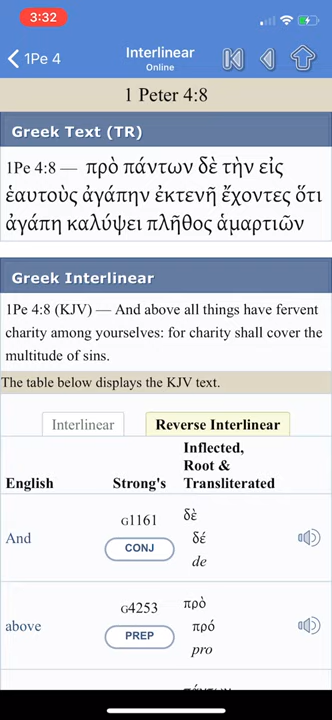 3:32
1Pe 4
Interlinear
Online
1 Peter 4:8
Greek Text (TR)
1Pe 4:8 — πρὸ πάντων δὲ τὴν εἰς
ἑαυτοὺς ἀγάπην ἐκτενῆ ἔχοντες ὅτι
ἀγάπη καλύψει πλῆθος ἁμαρτιῶν
Greek Interlinear
1Pe 4:8 (KJV) — And above all things have fervent
charity among yourselves: for charity shall cover the
multitude of sins.
The table below displays the KJV text.
Interlinear Reverse Interlinear
English Strong's Inflected,
Root &
Transliterated
And G1161 δὲ
CONJ δέ
de
above G4253 πρὸ
PREP πρό
pro